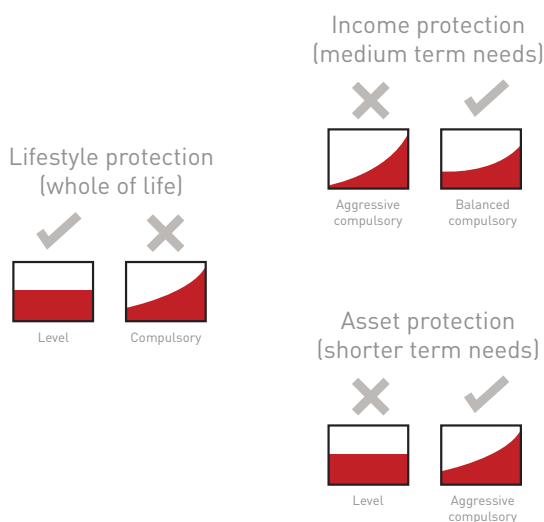 Income protection
(medium term needs)
Aggressive
compulsory
Balanced
compulsory
Lifestyle protection
(whole of life)
Level
Compulsory
Asset protection
(shorter term needs)
Level
Aggressive
compulsory